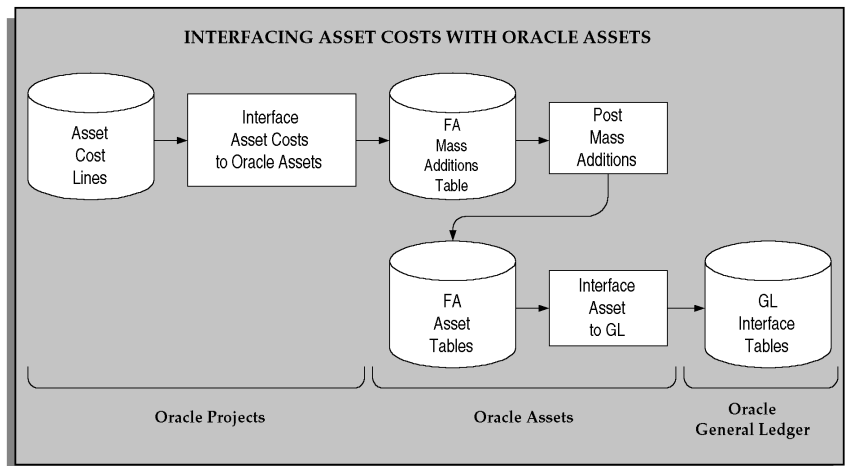 INTERFACING ASSET COSTS WITH ORACLE ASSETS
Asset
Cost
Lines
Interface
Asset Costs
to Oracle Assets
FA
Mass
Additions
Table
Post
Mass
Additions
FA
Asset
Tables
Interface
Asset
to GL
GL
Interface
Tables
Oracle Projects
Oracle Assets
Oracle
General Ledger